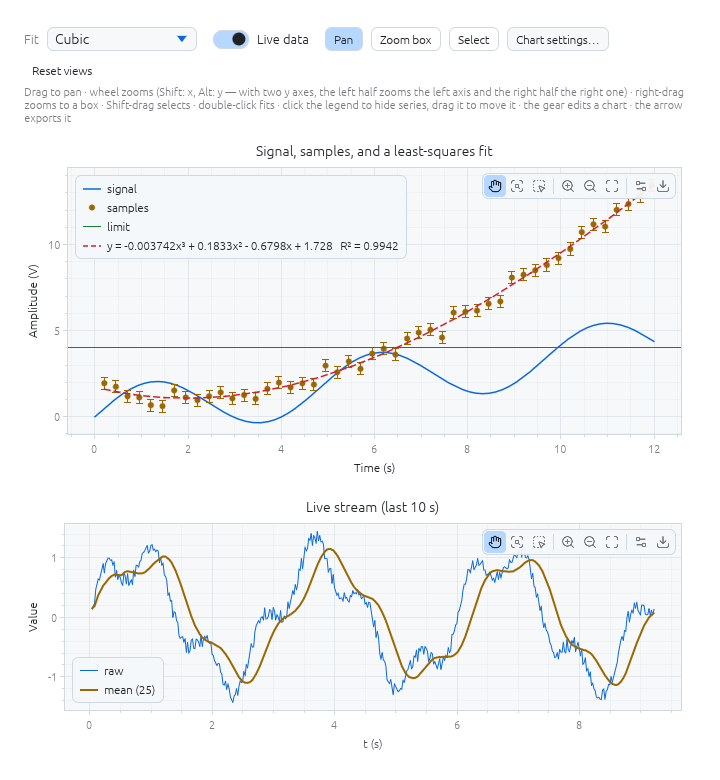 Fit Cubic Live data Pan Zoom box Select Chart settings...
Reset views
Drag to pan · wheel zooms (Shift: x, Alt: y — with two y axes, the left half zooms the left axis and the right half the right one) · right-drag
zooms to a box · Shift-drag selects · double-click fits · click the legend to hide series, drag it to move it · the gear edits a chart · the arrow
exports it
Signal, samples, and a least-squares fit
signal
samples
limit
y = -0.003742x³ + 0.1833x² - 0.6798x + 1.728 R² = 0.9942
10
5
0
Amplitude (V)
0 2 4 6 8 10 12
Time (s)
Live stream (last 10 s)
1
0
-1
Value
raw
mean (25)
0 2 4 6 8
t (s)